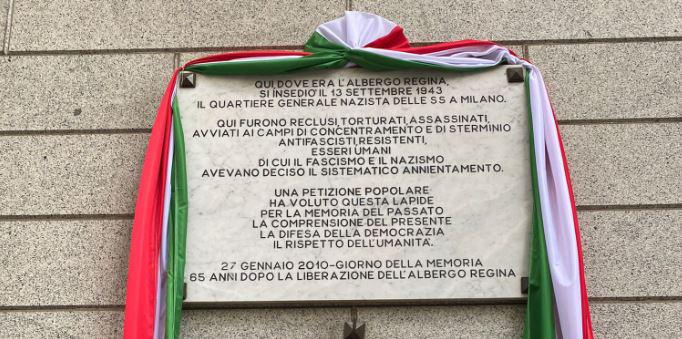 QUI, DOVE ERA L'ALBERGO REGINA,
SI INSEDIÒ IL 13 SETTEMBRE 1943
IL QUARTIERE GENERALE NAZISTA DELLE SS A MILANO.
QUI FURONO RECLUSI, TORTURATI, ASSASSINATI,
AVVIATI AI CAMPI DI CONCENTRAMENTO E DI STERMINIO
ANTIFASCISTI, RESISTENTI,
ESSERI UMANI
DI CUI IL FASCISMO E IL NAZISMO
AVEVANO DECISO IL SISTEMATICO ANNIENTAMENTO.
UNA PETIZIONE POPOLARE
HA VOLUTO QUESTA LAPIDE
PER LA MEMORIA DEL PASSATO
LA COMPRENSIONE DEL PRESENTE
LA DIFESA DELLA DEMOCRAZIA
IL RISPETTO DELL'UMANITÀ.
27 GENNAIO 2010-GIORNO DELLA MEMORIA
65 ANNI DOPO LA LIBERAZIONE DELL'ALBERGO REGINA